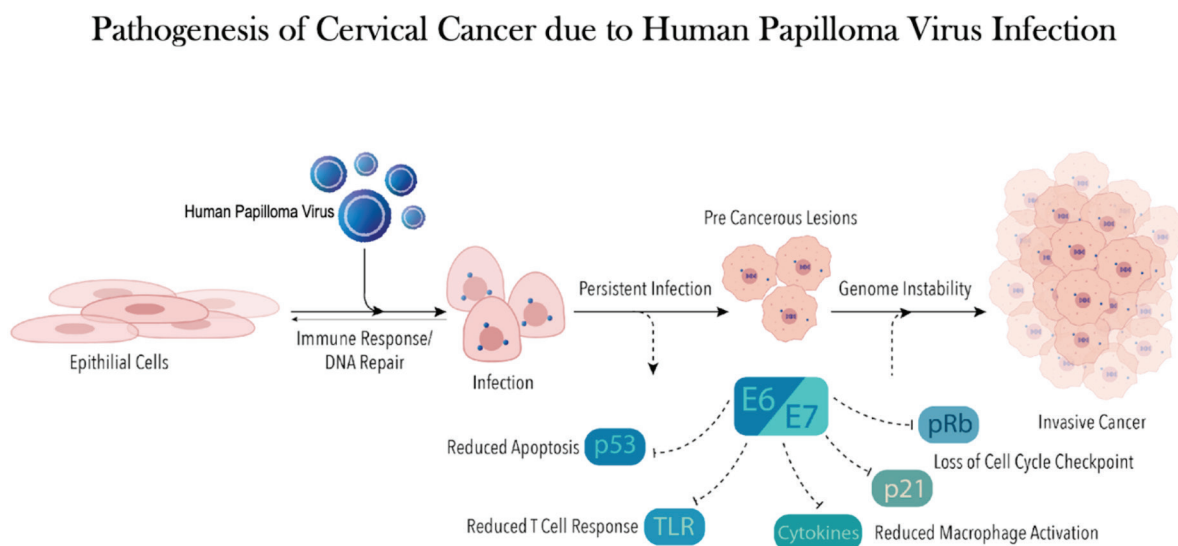 Pathogenesis of Cervical Cancer due to Human Papilloma Virus Infection
Human Papilloma Virus
Pre Cancerous Lesions
Persistent Infection
Genome Instability
Immune Response/
DNA Repair
Epithilial Cells
Infection
E6
E7
Invasive Cancer
Reduced Apoptosis
p53
pRb
Loss of Cell Cycle Checkpoint
p21
Reduced T Cell Response
TLR
Cytokines
Reduced Macrophage Activation